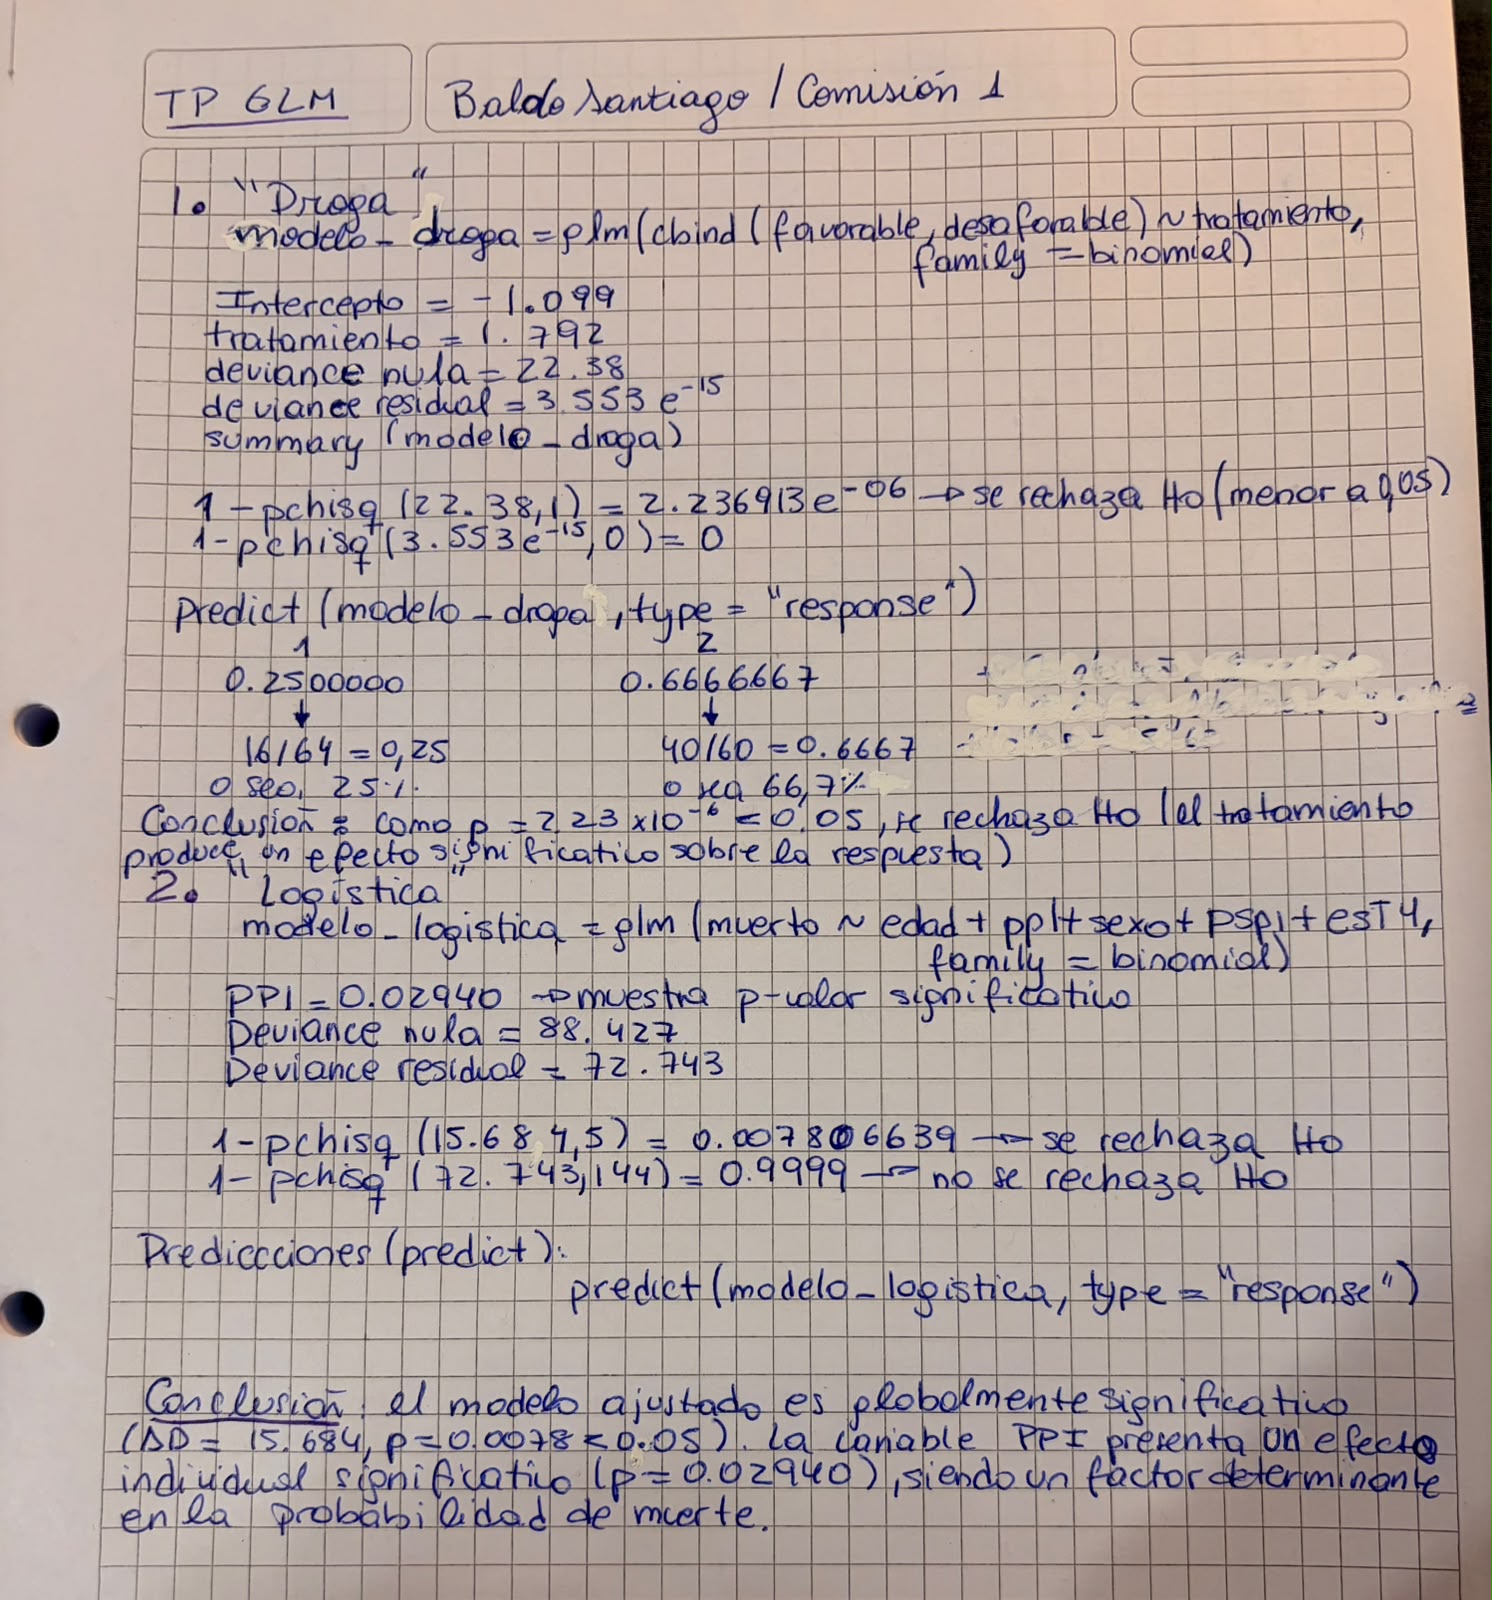 TP GLM
Baldo Santiago / Comisión 1
1. "Droga"
modelo_droga = glm(cbind(favorable, desaforable) ~ tratamiento,
family = binomial)
Intercepto = -1.099
tratamiento = 1.792
deviance nula = 22.38
deviance residual = 3.553e⁻¹⁵
summary (modelo_droga)
1-pchisq (22.38,1) = 2.236913e-06 → se rechaza Ho (menor a 0,05)
1-pchisq (3.553e⁻¹⁵,0) = 0
predict (modelo_droga, type = "response")
1 2
0.2500000 0.6666667
↓ ↓
16/64 = 0,25 40/60 = 0.6667
o sea, 25% o sea 66,7%
Conclusión: como p = 2.23 x10⁻⁶ < 0.05, se rechaza Ho (el tratamiento
produce un efecto significatico sobre la respuesta)
2. "Logística"
modelo_logistica = glm (muerto ~ edad + ppI + sexo + pspI + esT4,
family = binomial)
PPI = 0.02940 → muestra p-valor significativo
Deviance nula = 88.427
Deviance residual = 72.743
1-pchisq (15.684,5) = 0.007806639 → se rechaza Ho
1-pchisq (72.743,144) = 0.9999 → no se rechaza Ho
Prediccciones (predict):
predict (modelo_logistica, type = "response")
Conclusión: el modelo ajustado es globalmente significativo
(ΔD = 15.684, p = 0.0078 < 0.05). La variable PPI presenta un efecto
individual significativo (p = 0.02940), siendo un factor determinante
en la probabilidad de muerte.